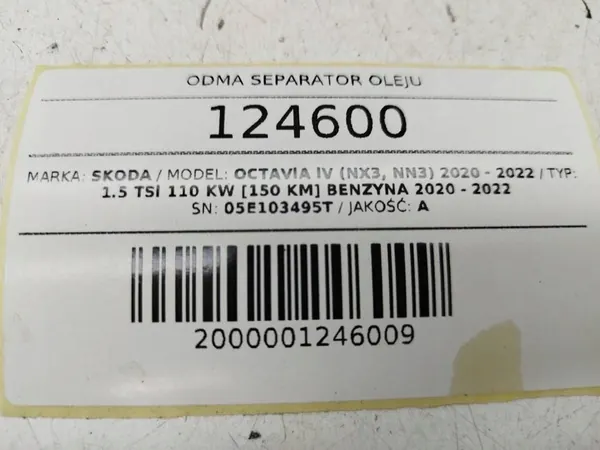 ODMA SEPARATOR OLEJU
124600
MARKA: SKODA / MODEL: OCTAVIA IV (NX3, NN3) 2020 - 2022 / TYP:
1.5 TSI 110 KW [150 KM] BENZYNA 2020 - 2022
SN: 05E103495T / JAKOŚĆ: A
2000001246009